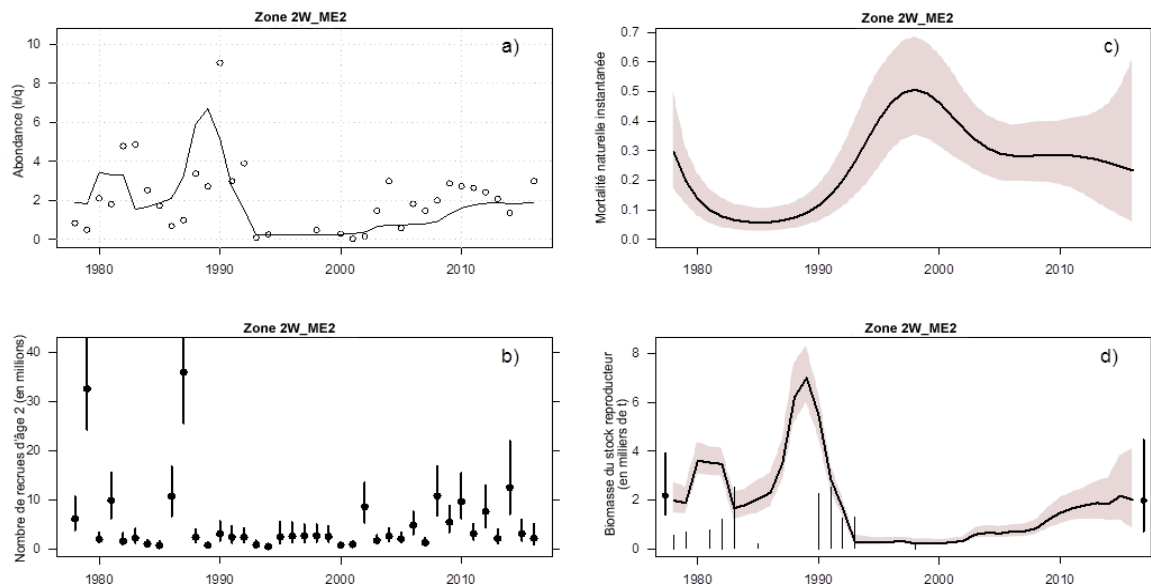 Zone 2W_ME2
a)
Abondance (I/q)
10
8
6
4
2
0
1980 1990 2000 2010
Zone 2W_ME2
c)
Mortalité naturelle instantanée
0.7
0.6
0.5
0.4
0.3
0.2
0.1
0.0
1980 1990 2000 2010
Zone 2W_ME2
b)
Nombre de recrues d'âge 2 (en millions)
40
30
20
10
0
1980 1990 2000 2010
Zone 2W_ME2
d)
Biomasse du stock reproducteur
(en milliers de t)
8
6
4
2
0
1980 1990 2000 2010